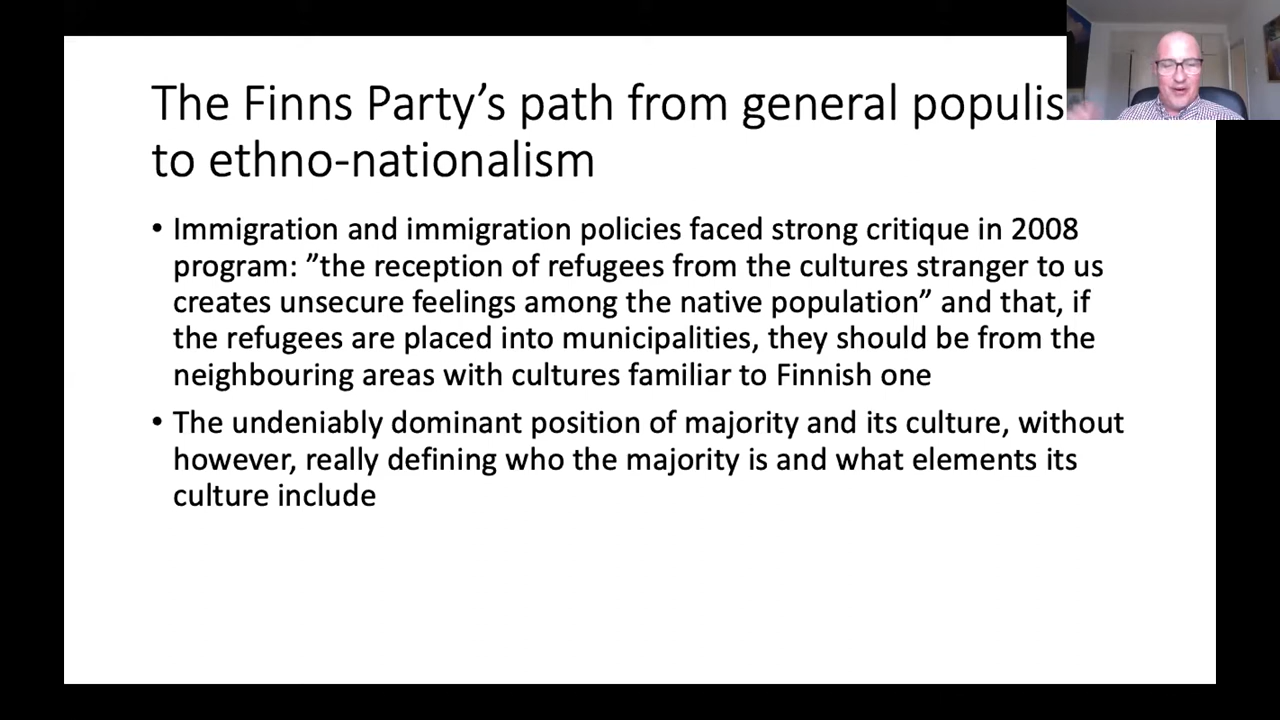 The Finns Party’s path from general populis
to ethno-nationalism
• Immigration and immigration policies faced strong critique in 2008
program: ”the reception of refugees from the cultures stranger to us
creates unsecure feelings among the native population” and that, if
the refugees are placed into municipalities, they should be from the
neighbouring areas with cultures familiar to Finnish one
• The undeniably dominant position of majority and its culture, without
however, really defining who the majority is and what elements its
culture include